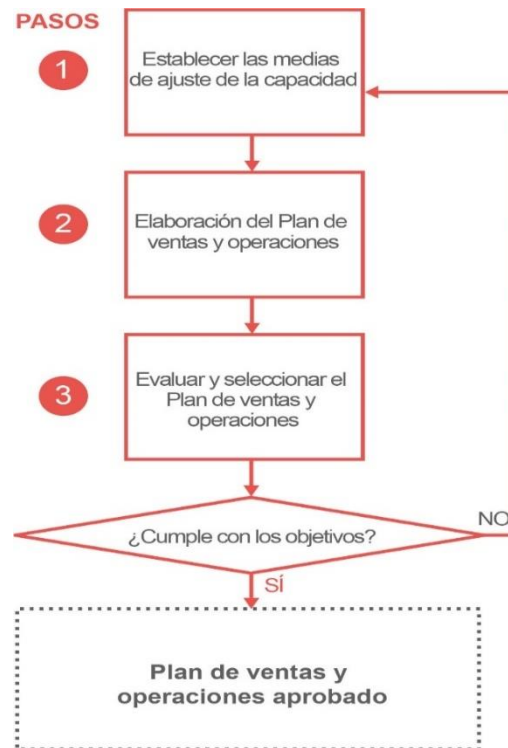 PASOS
1
Establecer las medias
de ajuste de la capacidad
2
Elaboración del Plan de
ventas y operaciones
3
Evaluar y seleccionar el
Plan de ventas y
operaciones
¿Cumple con los objetivos?
NO
SÍ
Plan de ventas y
operaciones aprobado